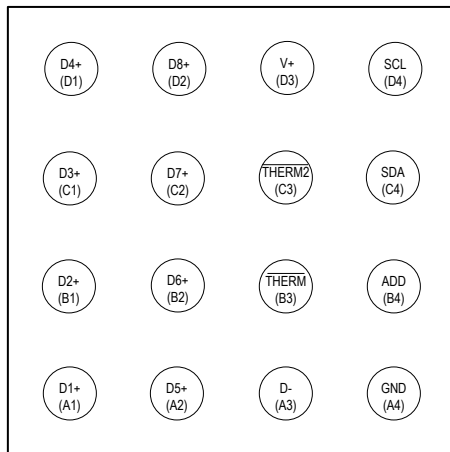 D4+
(D1)
D8+
(D2)
V+
(D3)
SCL
(D4)
D3+
(C1)
D7+
(C2)
THERM2
(C3)
SDA
(C4)
D2+
(B1)
D6+
(B2)
THERM
(B3)
ADD
(B4)
D1+
(A1)
D5+
(A2)
D-
(A3)
GND
(A4)